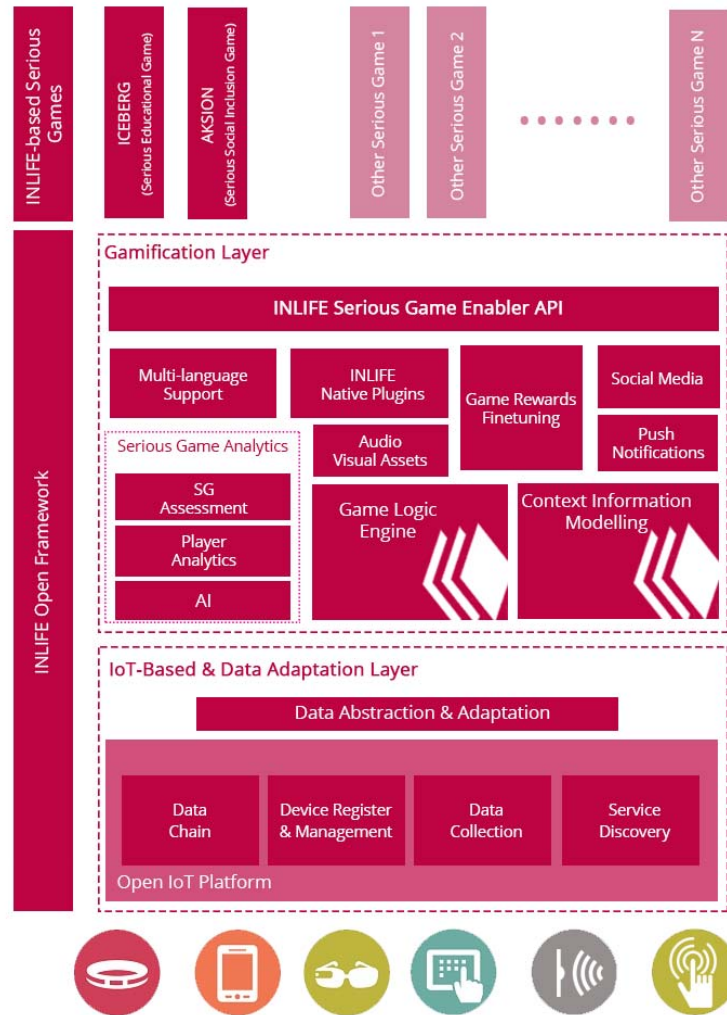 INLIFE-based Serious
Games
ICEBERG
(Serious Educational Game)
AKSION
(Serious Social Inclusion Game)
Other Serious Game 1
Other Serious Game 2
Other Serious Game N
INLIFE Open Framework
Gamification Layer
INLIFE Serious Game Enabler API
Multi-language
Support
INLIFE
Native Plugins
Game Rewards
Finetuning
Social Media
Serious Game Analytics
Audio
Visual Assets
Push
Notifications
SG
Assessment
Player
Analytics
AI
Game Logic
Engine
Context Information
Modelling
IoT-Based & Data Adaptation Layer
Data Abstraction & Adaptation
Data
Chain
Device Register
& Management
Data
Collection
Service
Discovery
Open IoT Platform